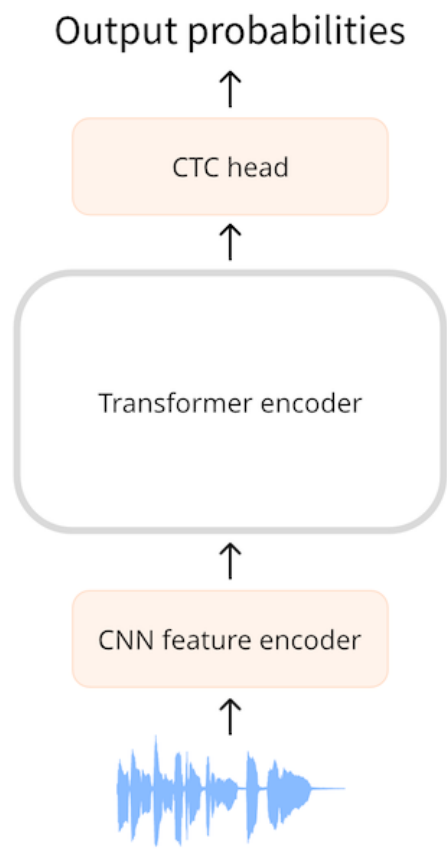 Output probabilities
CTC head
Transformer encoder
CNN feature encoder